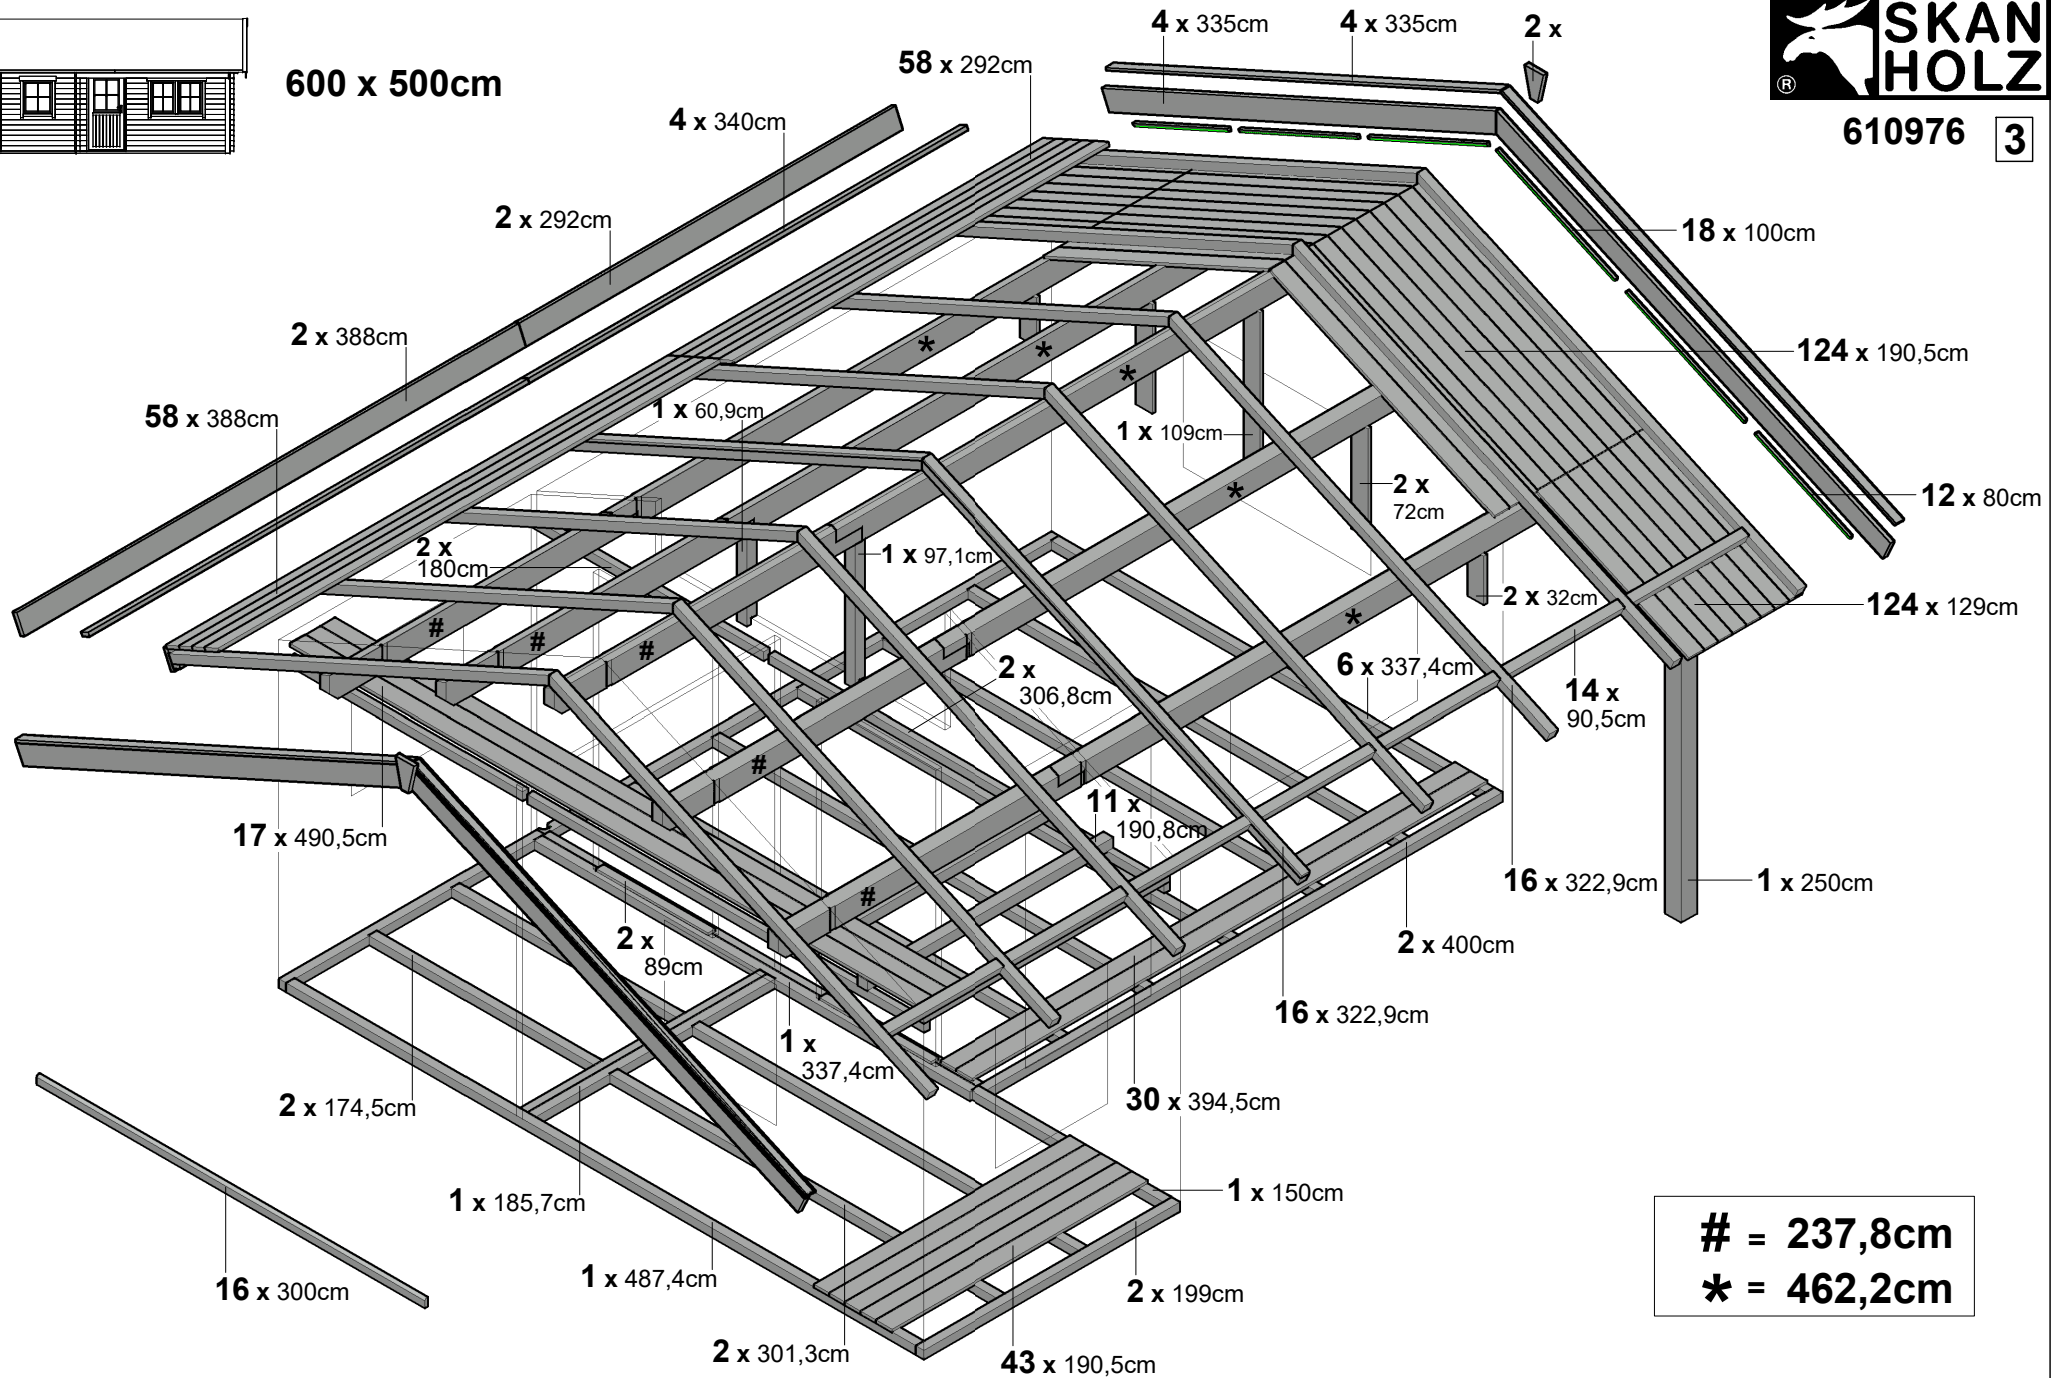 600 x 500cm
SKAN
HOLZ
®
610976 3
4 x 335cm
4 x 335cm
2 x
58 x 292cm
4 x 340cm
2 x 292cm
18 x 100cm
2 x 388cm
124 x 190,5cm
58 x 388cm
1 x 60,9cm
1 x 109cm
*
*
*
*
*
2 x
72cm
12 x 80cm
2 x
180cm
1 x 97,1cm
2 x 32cm
124 x 129cm
#
#
#
#
#
2 x
306,8cm
6 x 337,4cm
14 x
90,5cm
17 x 490,5cm
11 x
190,8cm
16 x 322,9cm
1 x 250cm
2 x
89cm
2 x 400cm
16 x 322,9cm
1 x
337,4cm
2 x 174,5cm
30 x 394,5cm
1 x 185,7cm
1 x 150cm
16 x 300cm
1 x 487,4cm
2 x 199cm
2 x 301,3cm
43 x 190,5cm
# = 237,8cm
* = 462,2cm